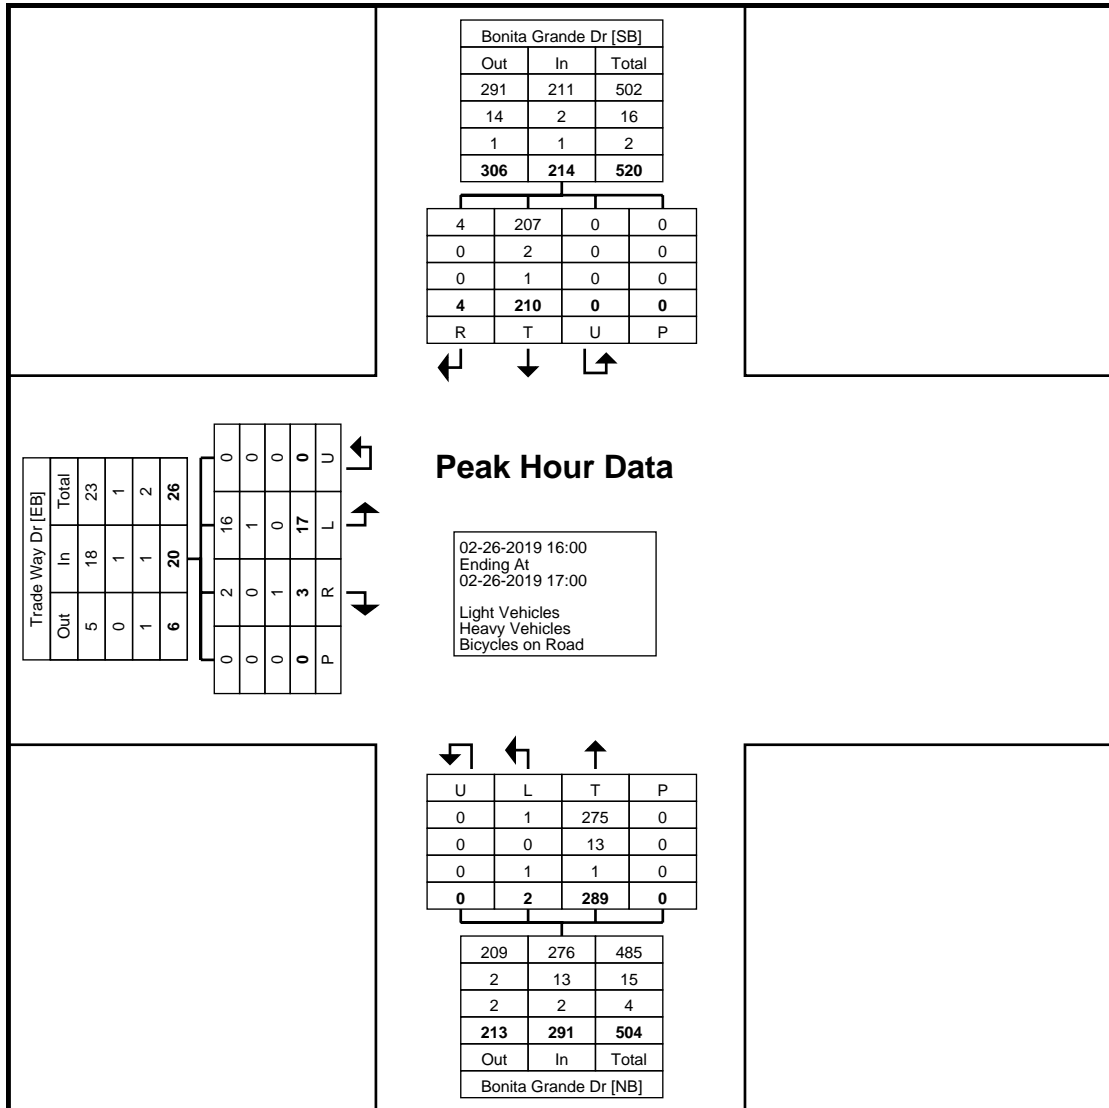 Bonita Grande Dr [SB]
Out In Total
291 211 502
14 2 16
1 1 2
306 214 520
4 207 0 0
0 2 0 0
0 1 0 0
4 210 0 0
R T U P
Peak Hour Data
02-26-2019 16:00
Ending At
02-26-2019 17:00
Light Vehicles
Heavy Vehicles
Bicycles on Road
Trade Way Dr [EB]
Out In Total
5 18 23
0 1 1
1 1 2
6 20 26
0 2 16 0
0 0 1 0
0 1 0 0
0 3 17 0
P R L U
U L T P
0 1 275 0
0 0 13 0
0 1 1 0
0 2 289 0
209 276 485
2 13 15
2 2 4
213 291 504
Out In Total
Bonita Grande Dr [NB]